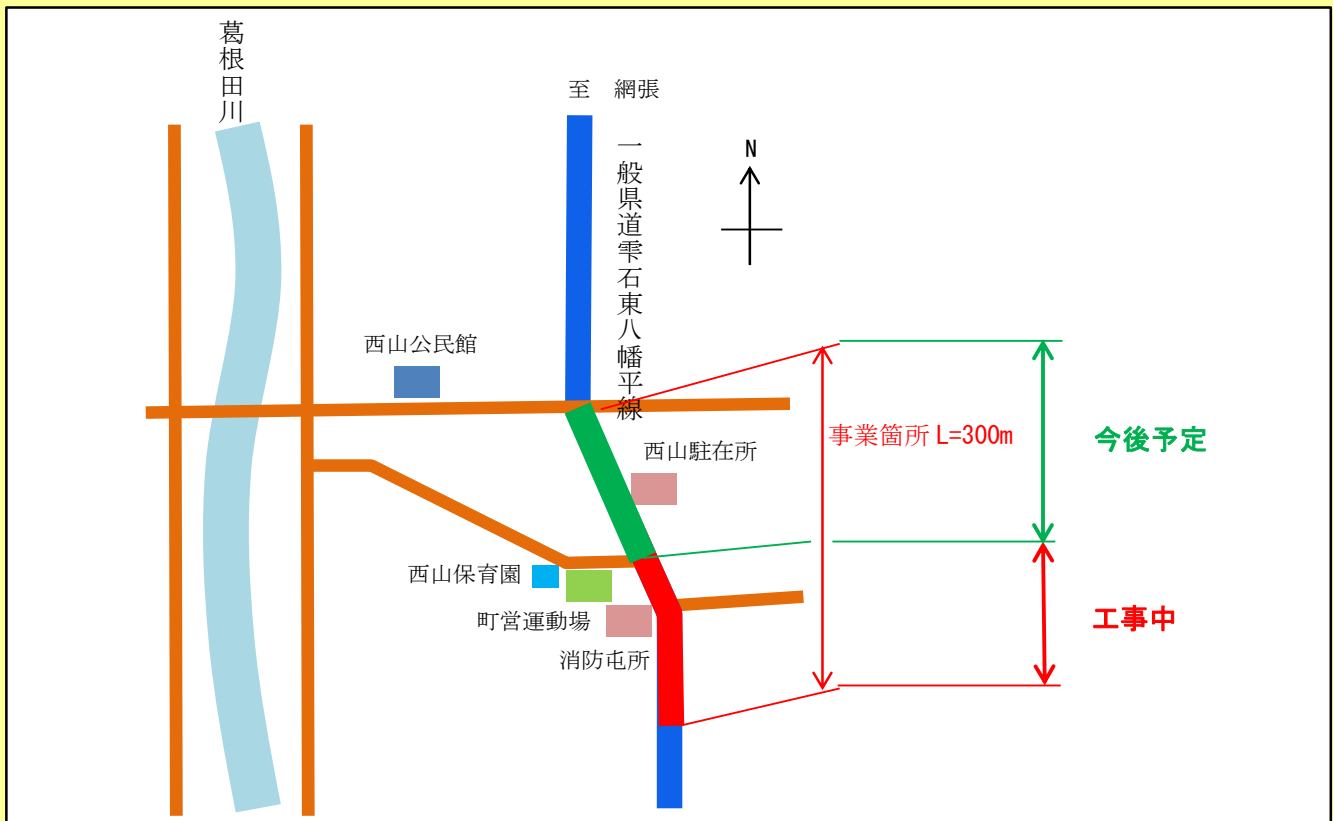 葛根田川
至　網張
一般県道雫石東八幡平線
N
西山公民館
事業箇所 L=300m
今後予定
西山駐在所
西山保育園
町営運動場
工事中
消防屯所